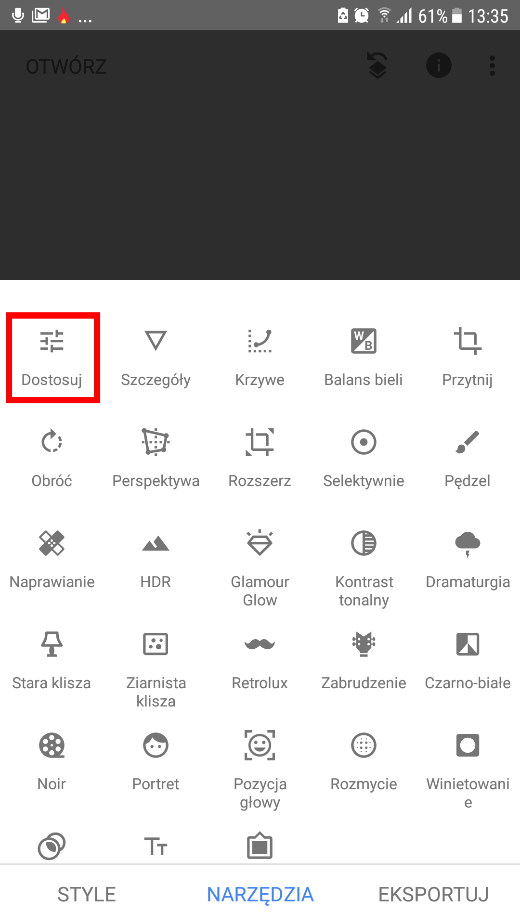 ... 61% 13:35
OTWÓRZ
Dostosuj Szczegóły Krzywe Balans bieli Przytnij
Obróć Perspektywa Rozszerz Selektywnie Pędzel
Naprawianie HDR Glamour Kontrast Dramaturgia
Glow tonalny
Stara klisza Ziarnista Retrolux Zabrudzenie Czarno-białe
klisza
Noir Portret Pozycja Rozmycie Winietowani
głowy e
STYLE NARZĘDZIA EKSPORTUJ